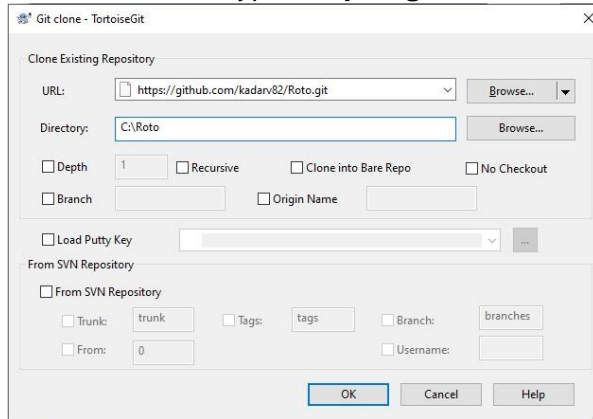 Git clone - TortoiseGit
Clone Existing Repository
URL: https://github.com/kadarv82/Roto.git Browse...
Directory: C:\Roto Browse...
Depth 1 Recursive Clone into Bare Repo No Checkout
Branch Origin Name
Load Putty Key ...
From SVN Repository
From SVN Repository
Trunk: trunk Tags: tags Branch: branches
From: 0 Username:
OK Cancel Help